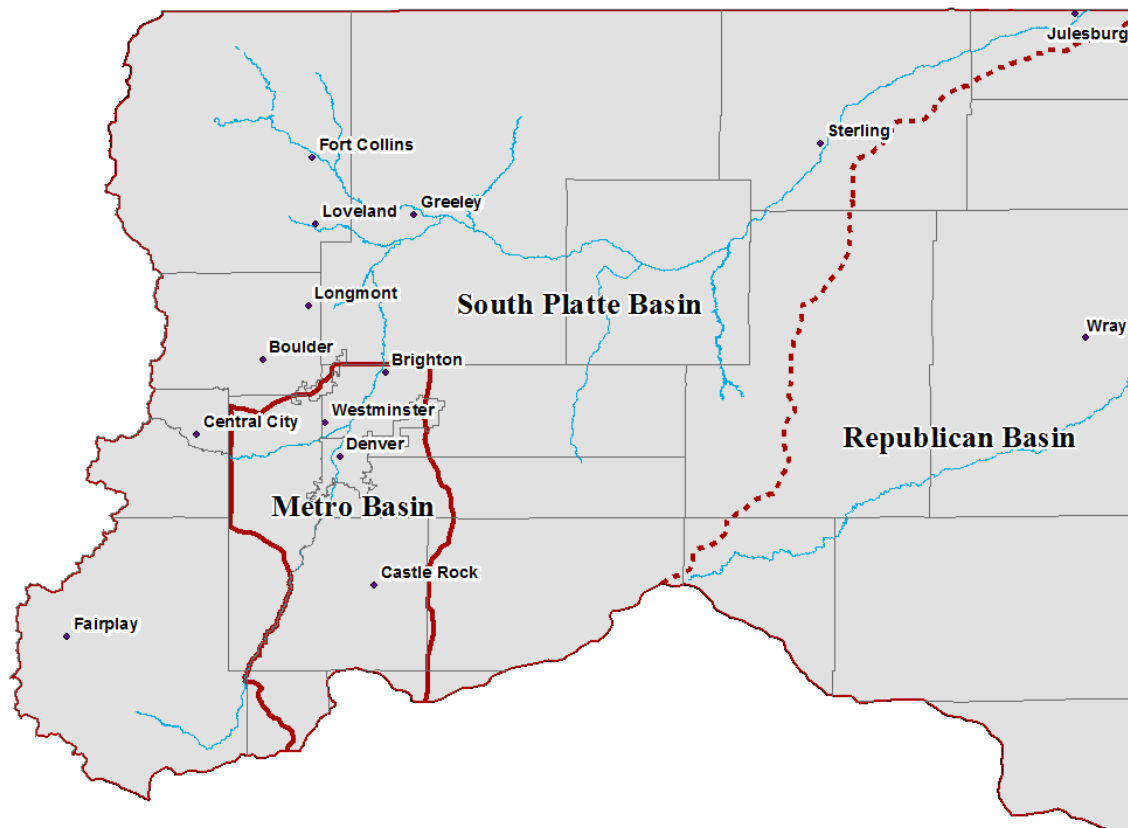 Julesburg
Sterling
Fort Collins
Greeley
Loveland
Longmont
South Platte Basin
Wray
Boulder
Brighton
Westminster
Central City
Denver
Republican Basin
Metro Basin
Castle Rock
Fairplay